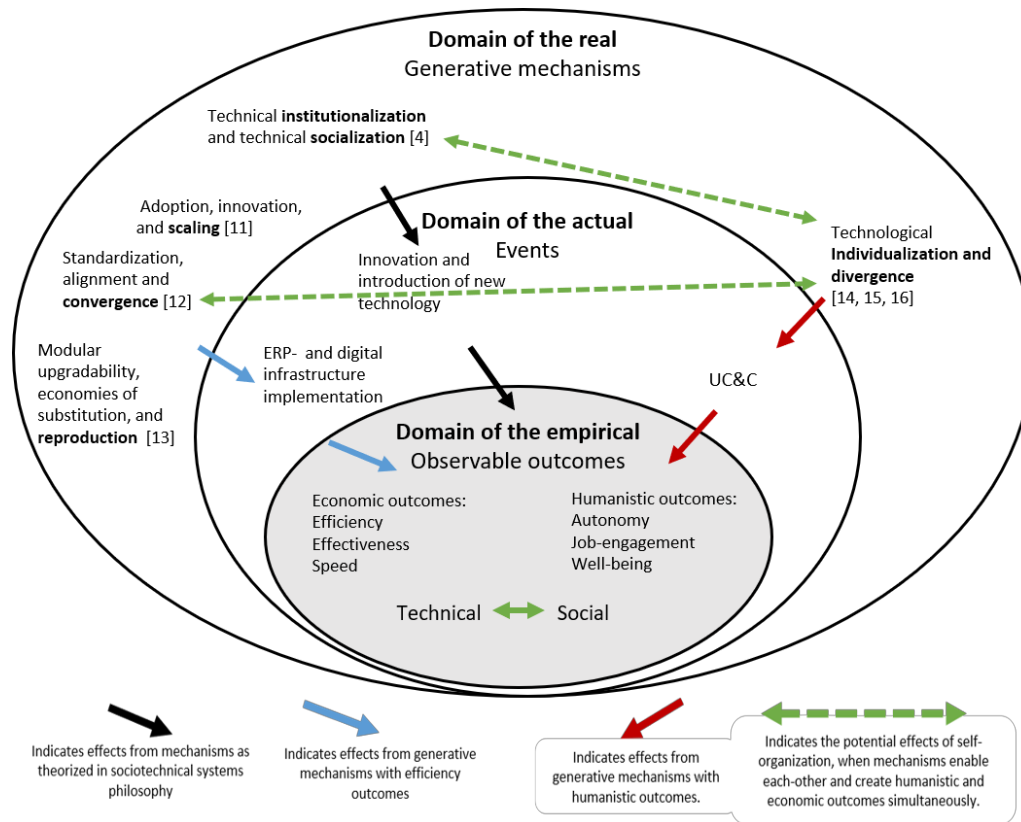 Domain of the real
Generative mechanisms
Technical institutionalization
and technical socialization [4]
Adoption, innovation,
and scaling [11]
Standardization,
alignment and
convergence [12]
Modular
upgradability,
economies of
substitution, and
reproduction [13]
Domain of the actual
Events
Innovation and
introduction of new
technology
ERP- and digital
infrastructure
implementation
Technological
Individualization and
divergence
[14, 15, 16]
UC&C
Domain of the empirical
Observable outcomes
Economic outcomes:
Efficiency
Effectiveness
Speed
Humanistic outcomes:
Autonomy
Job-engagement
Well-being
Technical
Social
Indicates effects from mechanisms as
theorized in sociotechnical systems
philosophy
Indicates effects from generative
mechanisms with efficiency
outcomes
Indicates effects from
generative mechanisms with
humanistic outcomes.
Indicates the potential effects of self-
organization, when mechanisms enable
each-other and create humanistic and
economic outcomes simultaneously.